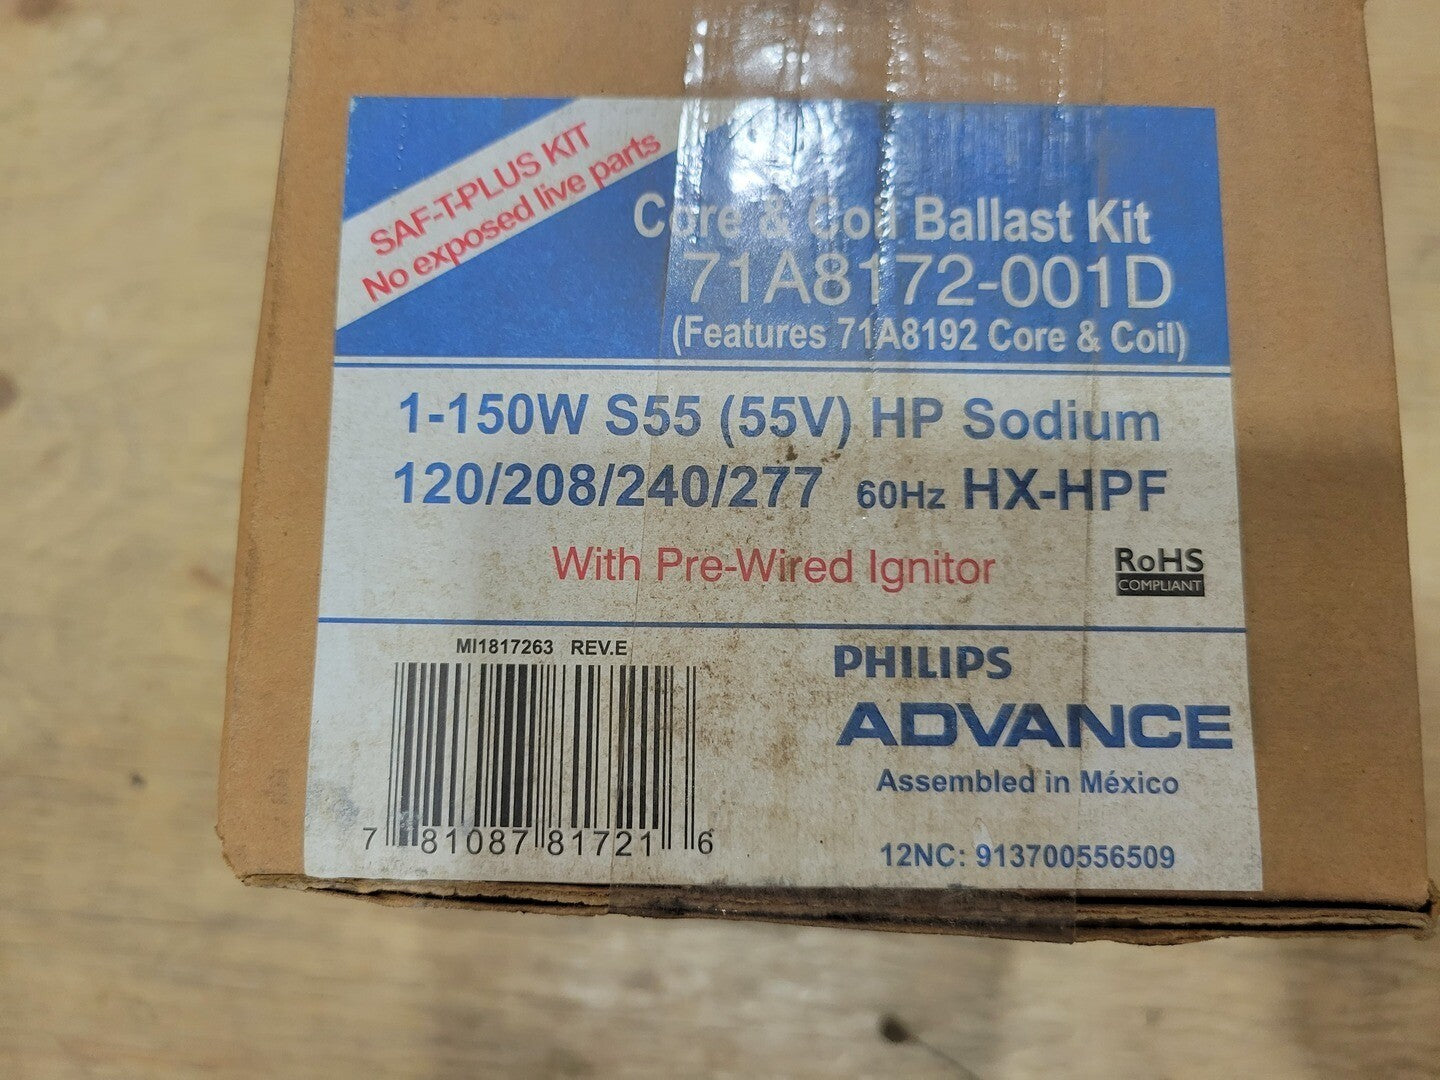 SAF-T-PLUS KIT
No exposed live parts
Core & Coil Ballast Kit
71A8172-001D
(Features 71A8192 Core & Coil)
1-150W S55 (55V) HP Sodium
120/208/240/277 60Hz HX-HPF
With Pre-Wired Ignitor
RoHS
COMPLIANT
MI1817263 REV.E
7 81087 81721 6
PHILIPS
ADVANCE
Assembled in México
12NC: 913700556509